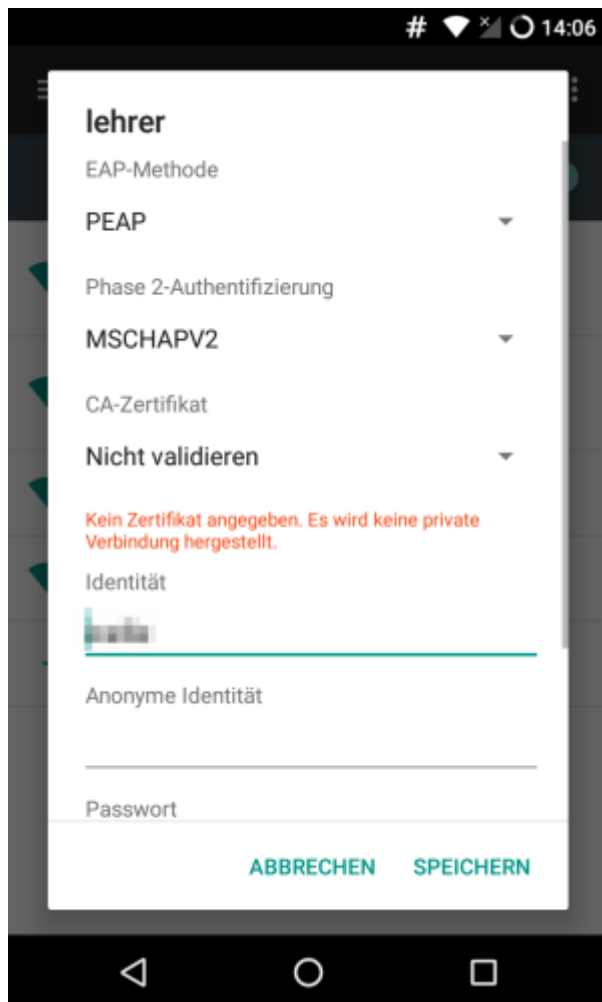 # 14:06
lehrer
EAP-Methode
PEAP
Phase 2-Authentifizierung
MSCHAPV2
CA-Zertifikat
Nicht validieren
Kein Zertifikat angegeben. Es wird keine private
Verbindung hergestellt.
Identität
Anonyme Identität
Passwort
ABBRECHEN SPEICHERN